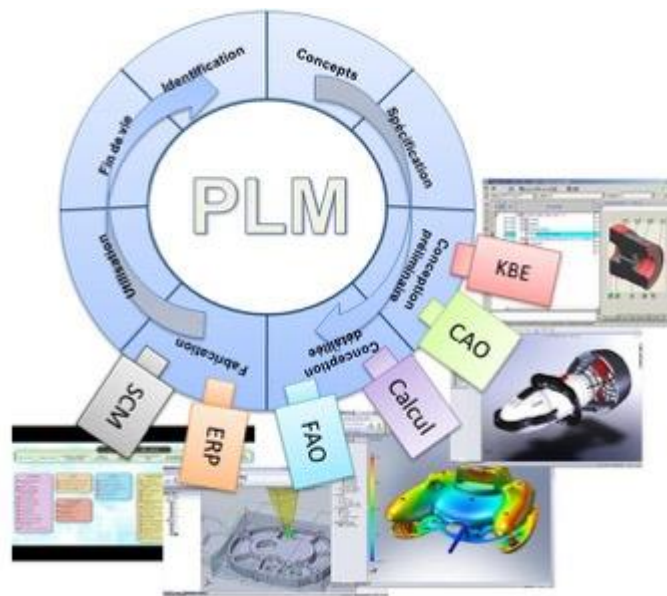 Identification
Concepts
Fin de vie
Spécification
PLM
Utilisation
Conception
préliminaire
KBE
Fabrication
Conception
détaillée
CAO
SCM
ERP
FAO
Calcul